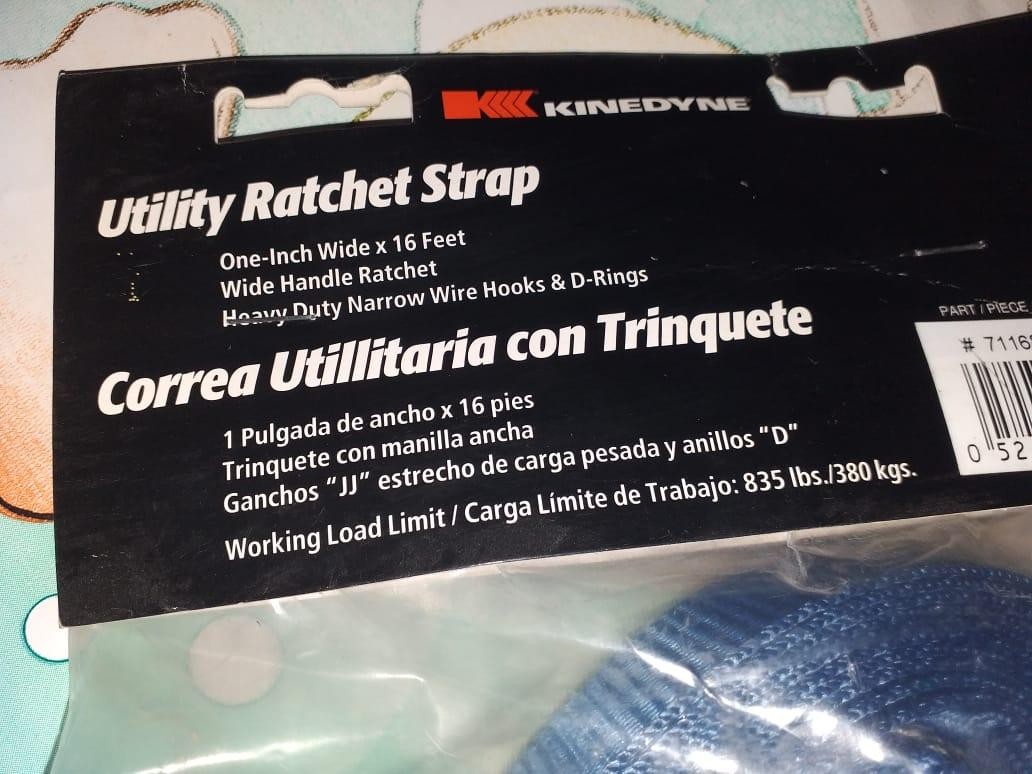 KINEDYNE
Utility Ratchet Strap
One-Inch Wide x 16 Feet
Wide Handle Ratchet
Heavy Duty Narrow Wire Hooks & D-Rings
Correa Utillitaria con Trinquete
1 Pulgada de ancho x 16 pies
Trinquete con manilla ancha
Ganchos "JJ" estrecho de carga pesada y anillos "D"
Working Load Limit / Carga Límite de Trabajo: 835 lbs./380 kgs.
PART / PIECE
# 7116
0 52